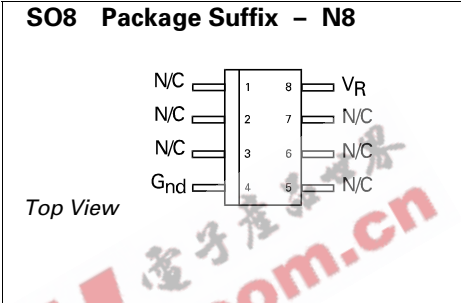 SO8 Package Suffix – N8
N/C 1 8 VR
N/C 2 7 N/C
N/C 3 6 N/C
Gnd 4 5 N/C
Top View
om.cn